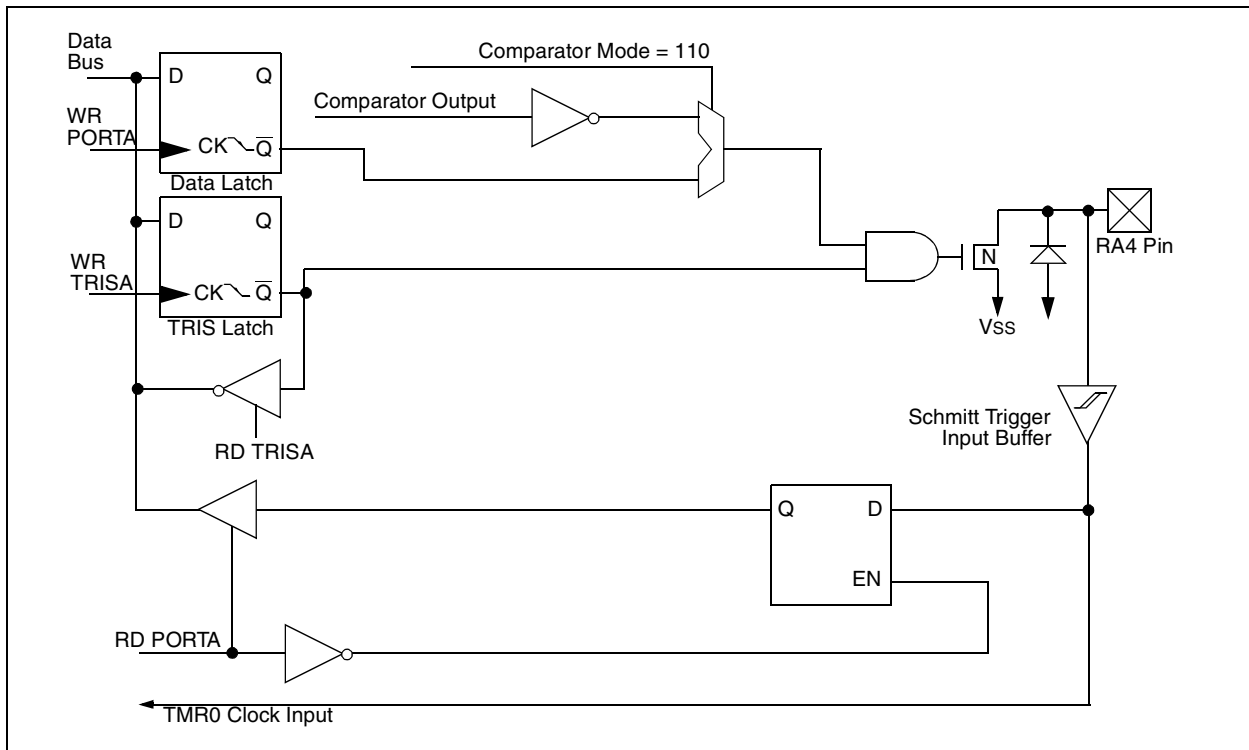 Data
Bus
D Q
WR
PORTA
CK Q̅
Data Latch
Comparator Mode = 110
Comparator Output
D Q
WR
TRISA
CK Q̅
TRIS Latch
N
VSS
RA4 Pin
RD TRISA
Schmitt Trigger
Input Buffer
Q D
EN
RD PORTA
TMR0 Clock Input